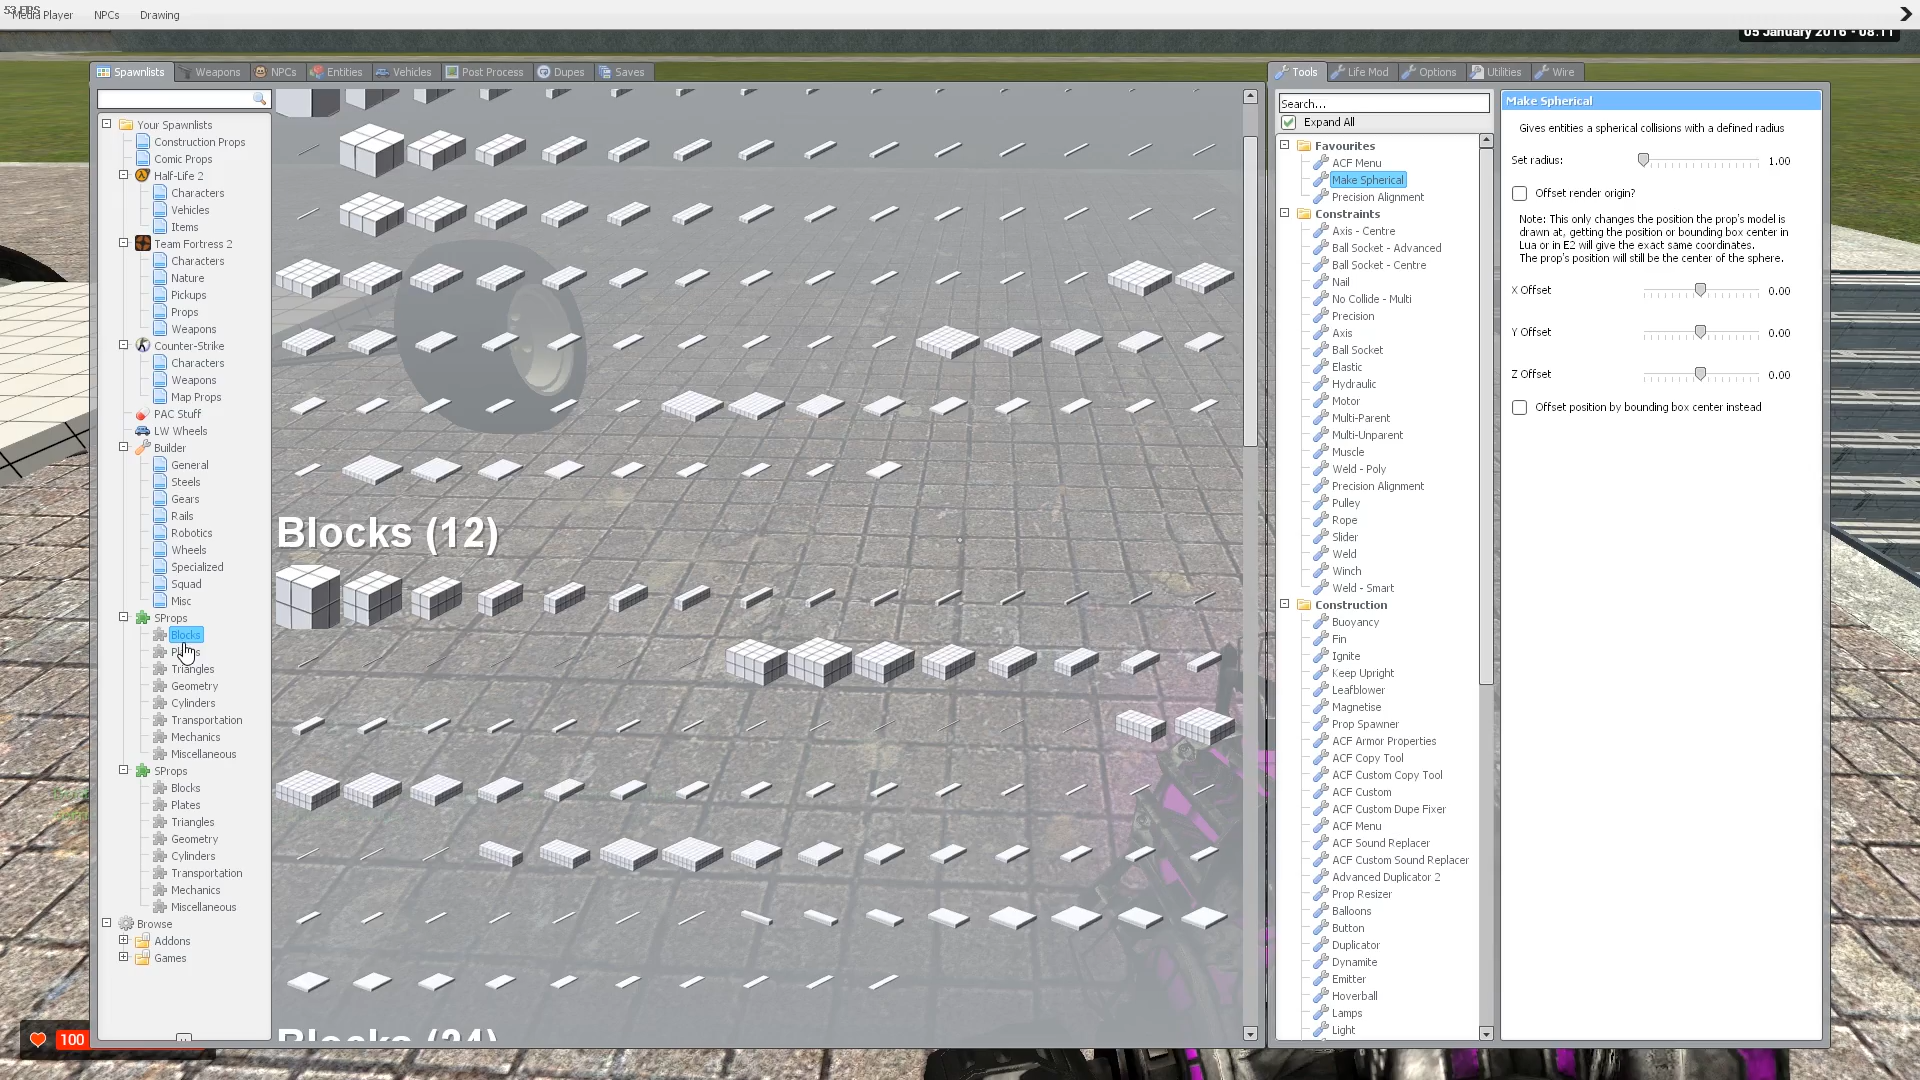 53 FPS
Media Player NPCs Drawing
05 January 2016 - 08:11
Spawnlists Weapons NPCs Entities Vehicles Post Process Dupes Saves
Your Spawnlists
Construction Props
Comic Props
Half-Life 2
Characters
Vehicles
Items
Team Fortress 2
Characters
Nature
Pickups
Props
Weapons
Counter-Strike
Characters
Weapons
Map Props
PAC Stuff
LW Wheels
Builder
General
Steels
Gears
Rails
Robotics
Wheels
Specialized
Squad
Misc
SProps
Blocks
Plates
Triangles
Geometry
Cylinders
Transportation
Mechanics
Miscellaneous
SProps
Blocks
Plates
Triangles
Geometry
Cylinders
Transportation
Mechanics
Miscellaneous
Browse
Addons
Games
100
Blocks (12)
Blocks (24)
Tools Life Mod Options Utilities Wire
Search...
Expand All
Favourites
ACF Menu
Make Spherical
Precision Alignment
Constraints
Axis - Centre
Ball Socket - Advanced
Ball Socket - Centre
Nail
No Collide - Multi
Precision
Axis
Ball Socket
Elastic
Hydraulic
Motor
Multi-Parent
Multi-Unparent
Muscle
Weld - Poly
Precision Alignment
Pulley
Rope
Slider
Weld
Winch
Weld - Smart
Construction
Buoyancy
Fin
Ignite
Keep Upright
Leafblower
Magnetise
Prop Spawner
ACF Armor Properties
ACF Copy Tool
ACF Custom Copy Tool
ACF Custom
ACF Custom Dupe Fixer
ACF Menu
ACF Sound Replacer
ACF Custom Sound Replacer
Advanced Duplicator 2
Prop Resizer
Balloons
Button
Duplicator
Dynamite
Emitter
Hoverball
Lamps
Light
Make Spherical
Gives entities a spherical collisions with a defined radius
Set radius: 1.00
Offset render origin?
Note: This only changes the position the prop's model is
drawn at, getting the position or bounding box center in
Lua or in E2 will give the exact same coordinates.
The prop's position will still be the center of the sphere.
X Offset 0.00
Y Offset 0.00
Z Offset 0.00
Offset position by bounding box center instead